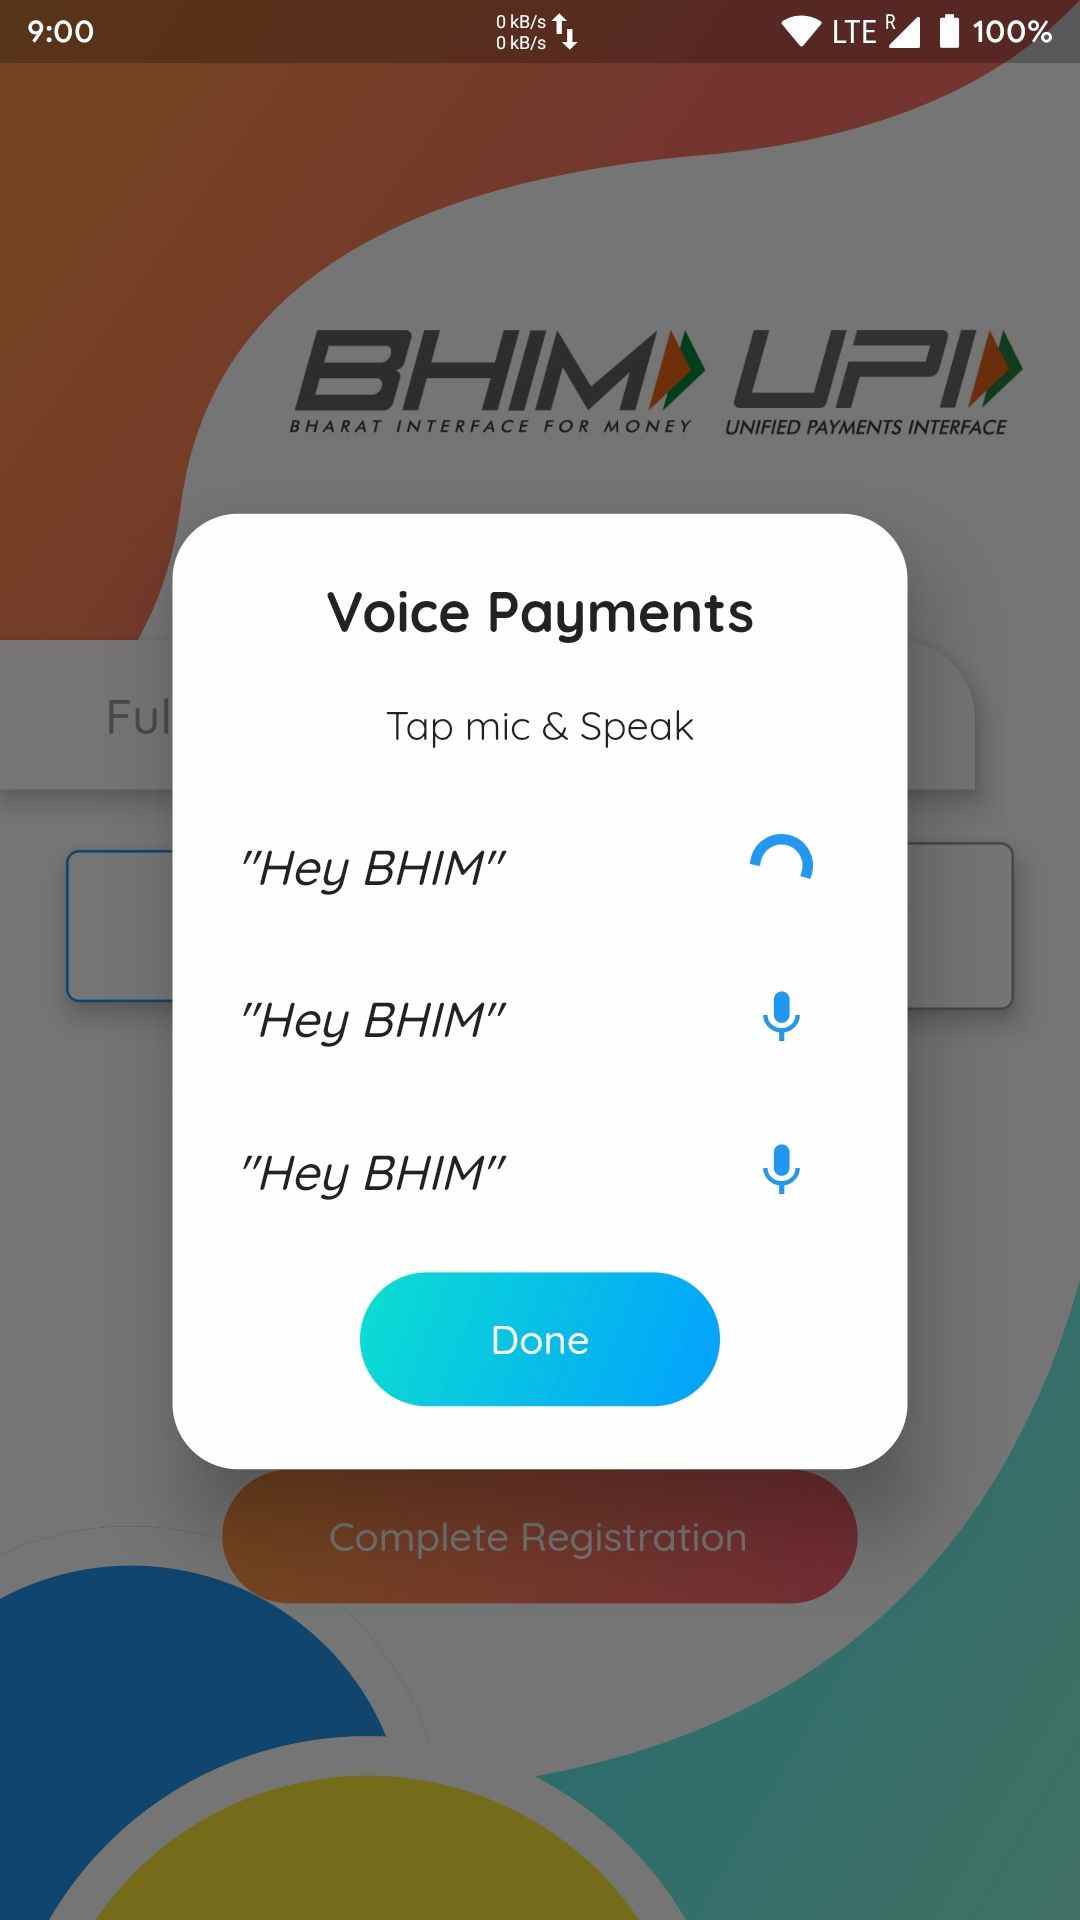 9:00 0 kB/s LTE R 100%
0 kB/s
BHIM UPI
BHARAT INTERFACE FOR MONEY UNIFIED PAYMENTS INTERFACE
Voice Payments
Ful
Tap mic & Speak
"Hey BHIM"
"Hey BHIM"
"Hey BHIM"
Done
Complete Registration